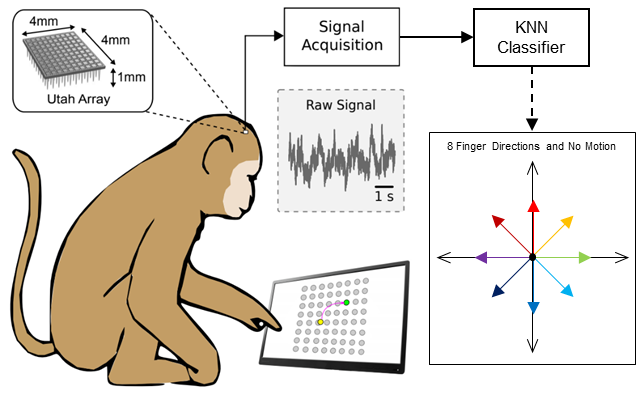 4mm
4mm
1mm
Utah Array
Signal
Acquisition
KNN
Classifier
Raw Signal
1 s
8 Finger Directions and No Motion